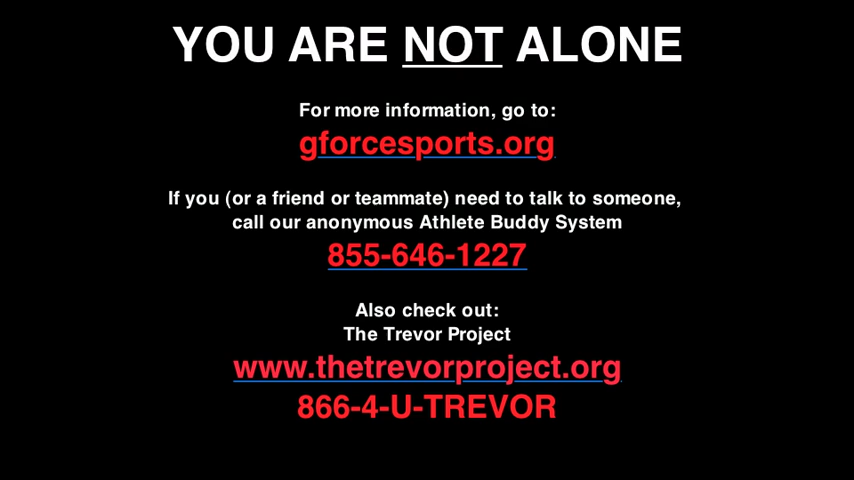 YOU ARE NOT ALONE
For more information, go to:
gforcesports.org
If you (or a friend or teammate) need to talk to someone,
call our anonymous Athlete Buddy System
855-646-1227
Also check out:
The Trevor Project
www.thetrevorproject.org
866-4-U-TREVOR